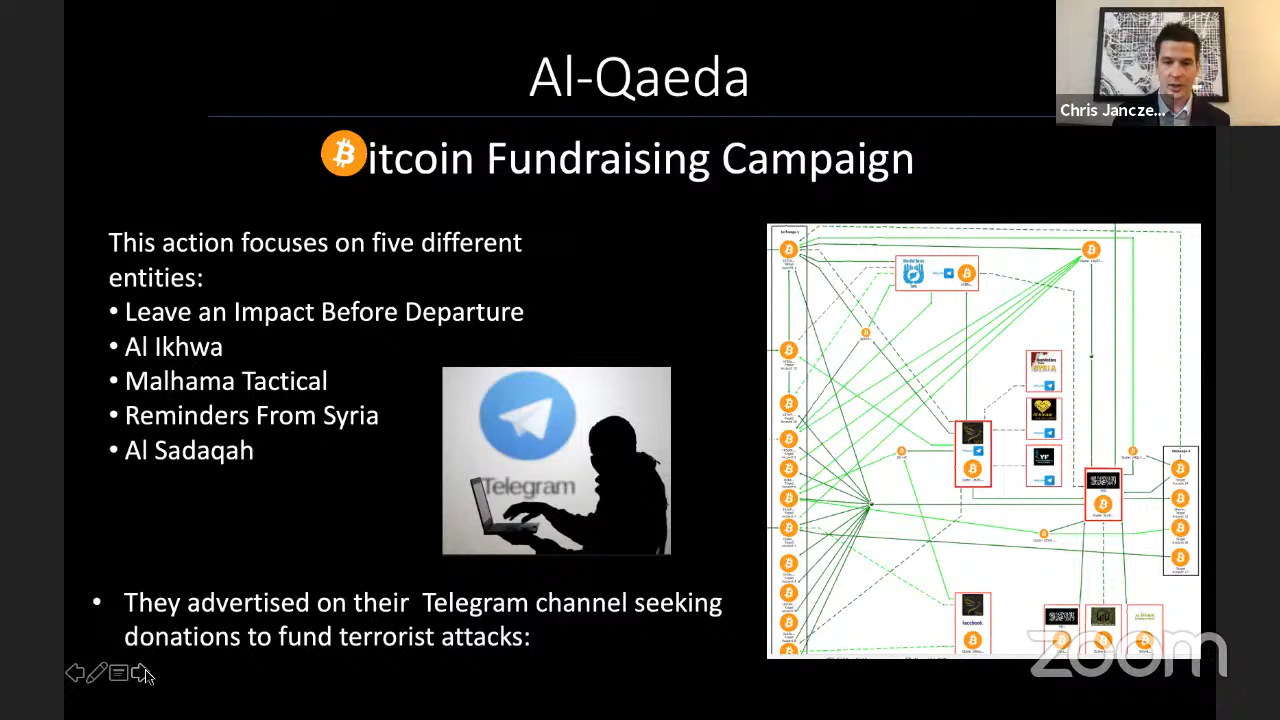 Al-Qaeda
Chris Jancze...
itcoin Fundraising Campaign
This action focuses on five different
entities:
• Leave an Impact Before Departure
• Al Ikhwa
• Malhama Tactical
• Reminders From Syria
• Al Sadaqah
Telegram
facebook
• They advertised on their Telegram channel seeking
donations to fund terrorist attacks:
zoom